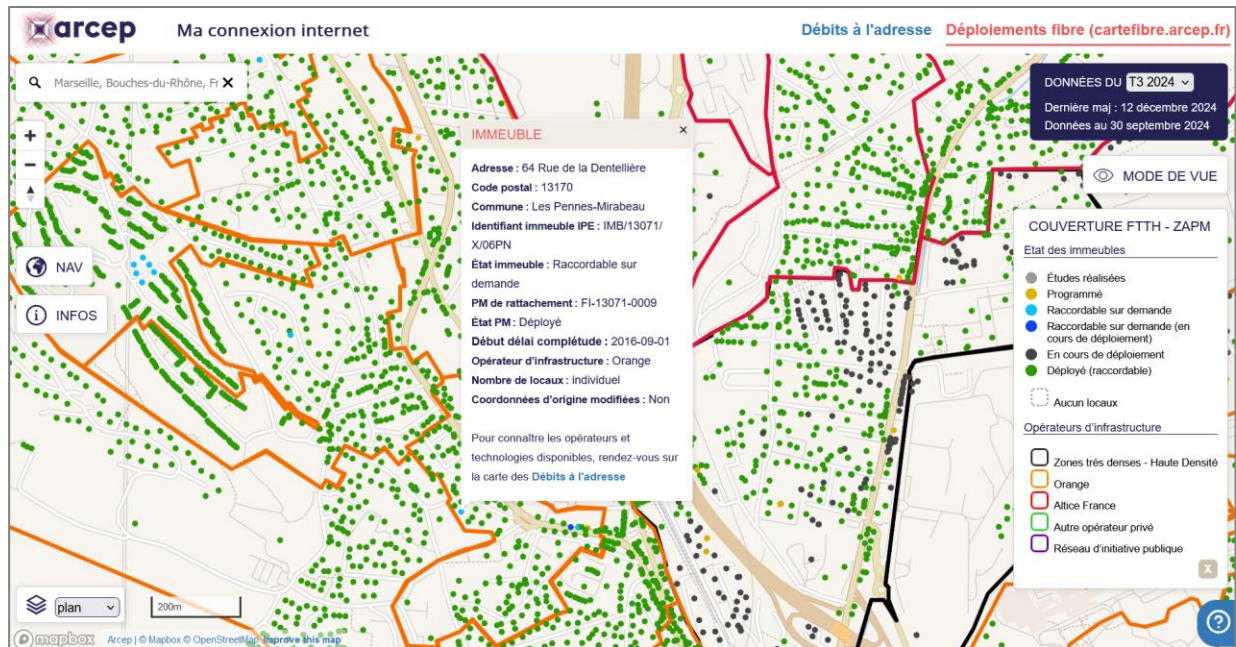 arcep
Ma connexion internet
Débits à l'adresse
Déploiements fibre (cartefibre.arcep.fr)
Marseille, Bouches-du-Rhône, Fr
+
−
NAV
INFOS
IMMEUBLE
×
Adresse : 64 Rue de la Dentellière
Code postal : 13170
Commune : Les Pennes-Mirabeau
Identifiant immeuble IPE : IMB/13071/
X/06PN
État immeuble : Raccordable sur
demande
PM de rattachement : FI-13071-0009
État PM : Déployé
Début délai complétude : 2016-09-01
Opérateur d'infrastructure : Orange
Nombre de locaux : individuel
Coordonnées d'origine modifiées : Non
Pour connaître les opérateurs et
technologies disponibles, rendez-vous sur
la carte des Débits à l'adresse
DONNÉES DU T3 2024
Dernière maj : 12 décembre 2024
Données au 30 septembre 2024
MODE DE VUE
COUVERTURE FTTH - ZAPM
Etat des immeubles
Études réalisées
Programmé
Raccordable sur demande
Raccordable sur demande (en
cours de déploiement)
En cours de déploiement
Déployé (raccordable)
Aucun locaux
Opérateurs d'infrastructure
Zones très denses - Haute Densité
Orange
Altice France
Autre opérateur privé
Réseau d'initiative publique
X
?
plan
200m
mapbox
Arcep | © Mapbox © OpenStreetMap Improve this map